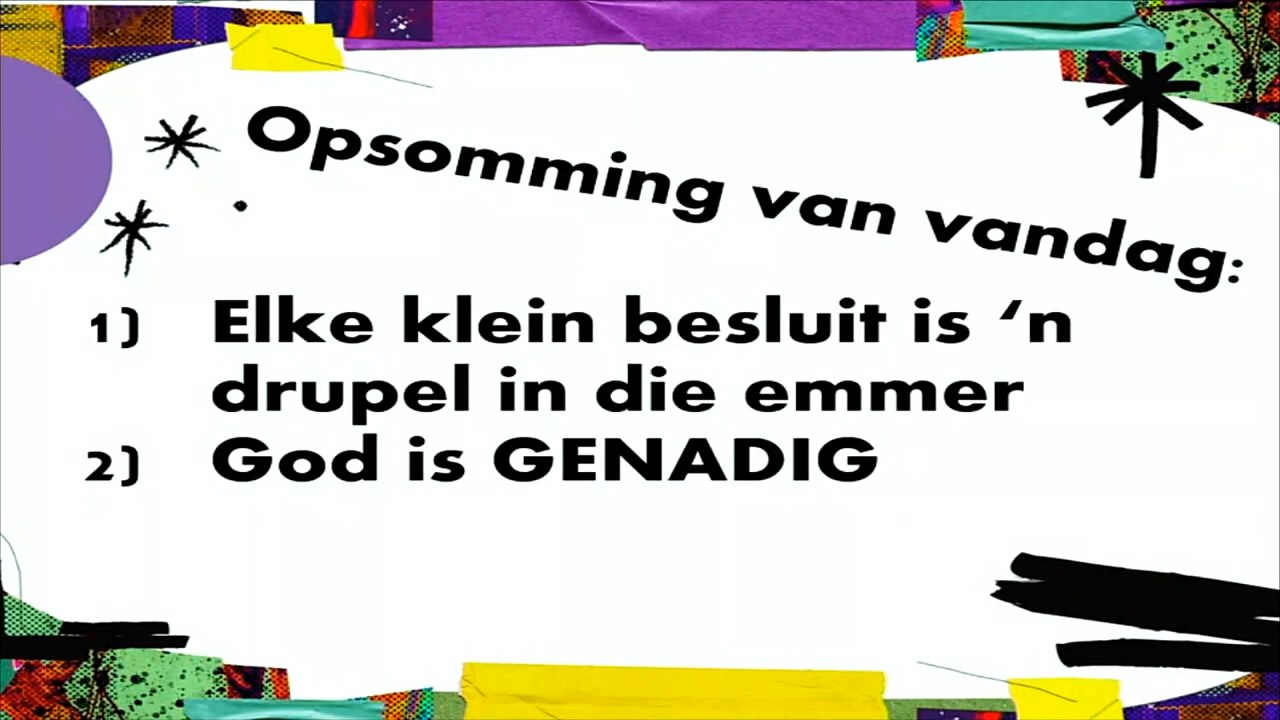 Opsomming van vandag:
1) Elke klein besluit is ‘n
drupel in die emmer
2) God is GENADIG